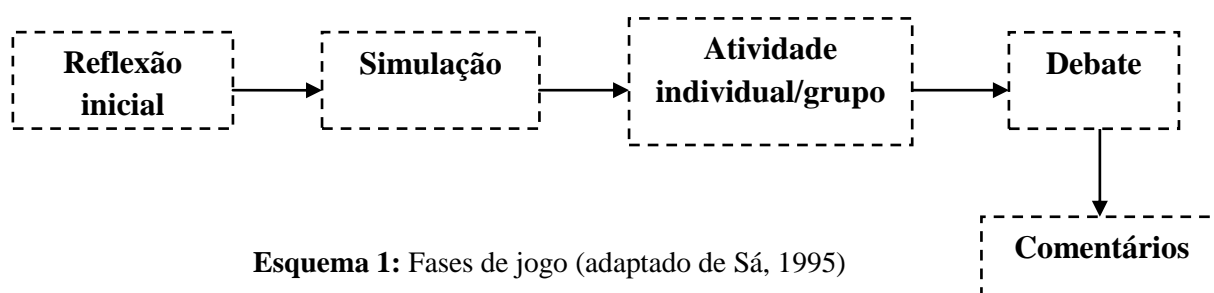 Reflexão
inicial
Simulação
Atividade
individual/grupo
Debate
Comentários
Esquema 1: Fases de jogo (adaptado de Sá, 1995)